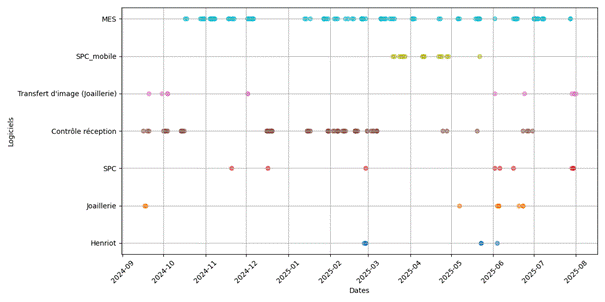 MES
SPC_mobile
Transfert d'image (Joaillerie)
Contrôle réception
SPC
Joaillerie
Henriot
Logiciels
2024-09
2024-10
2024-11
2024-12
2025-01
2025-02
2025-03
2025-04
2025-05
2025-06
2025-07
2025-08
Dates